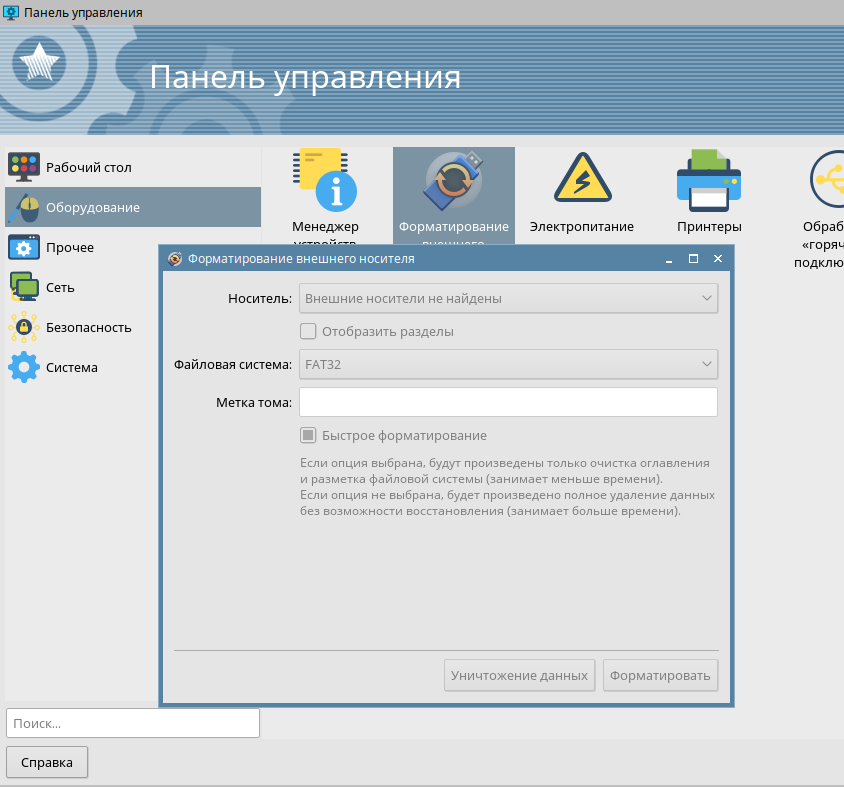 Панель управления
Панель управления
Рабочий стол
Оборудование
Прочее
Сеть
Безопасность
Система
Менеджер
устройств
Форматирование
внешнего
Электропитание
Принтеры
Обраб
«горяч
подклю
Форматирование внешнего носителя
Носитель: Внешние носители не найдены
Отобразить разделы
Файловая система: FAT32
Метка тома:
Быстрое форматирование
Если опция выбрана, будут произведены только очистка оглавления
и разметка файловой системы (занимает меньше времени).
Если опция не выбрана, будет произведено полное удаление данных
без возможности восстановления (занимает больше времени).
Уничтожение данных
Форматировать
Поиск...
Справка